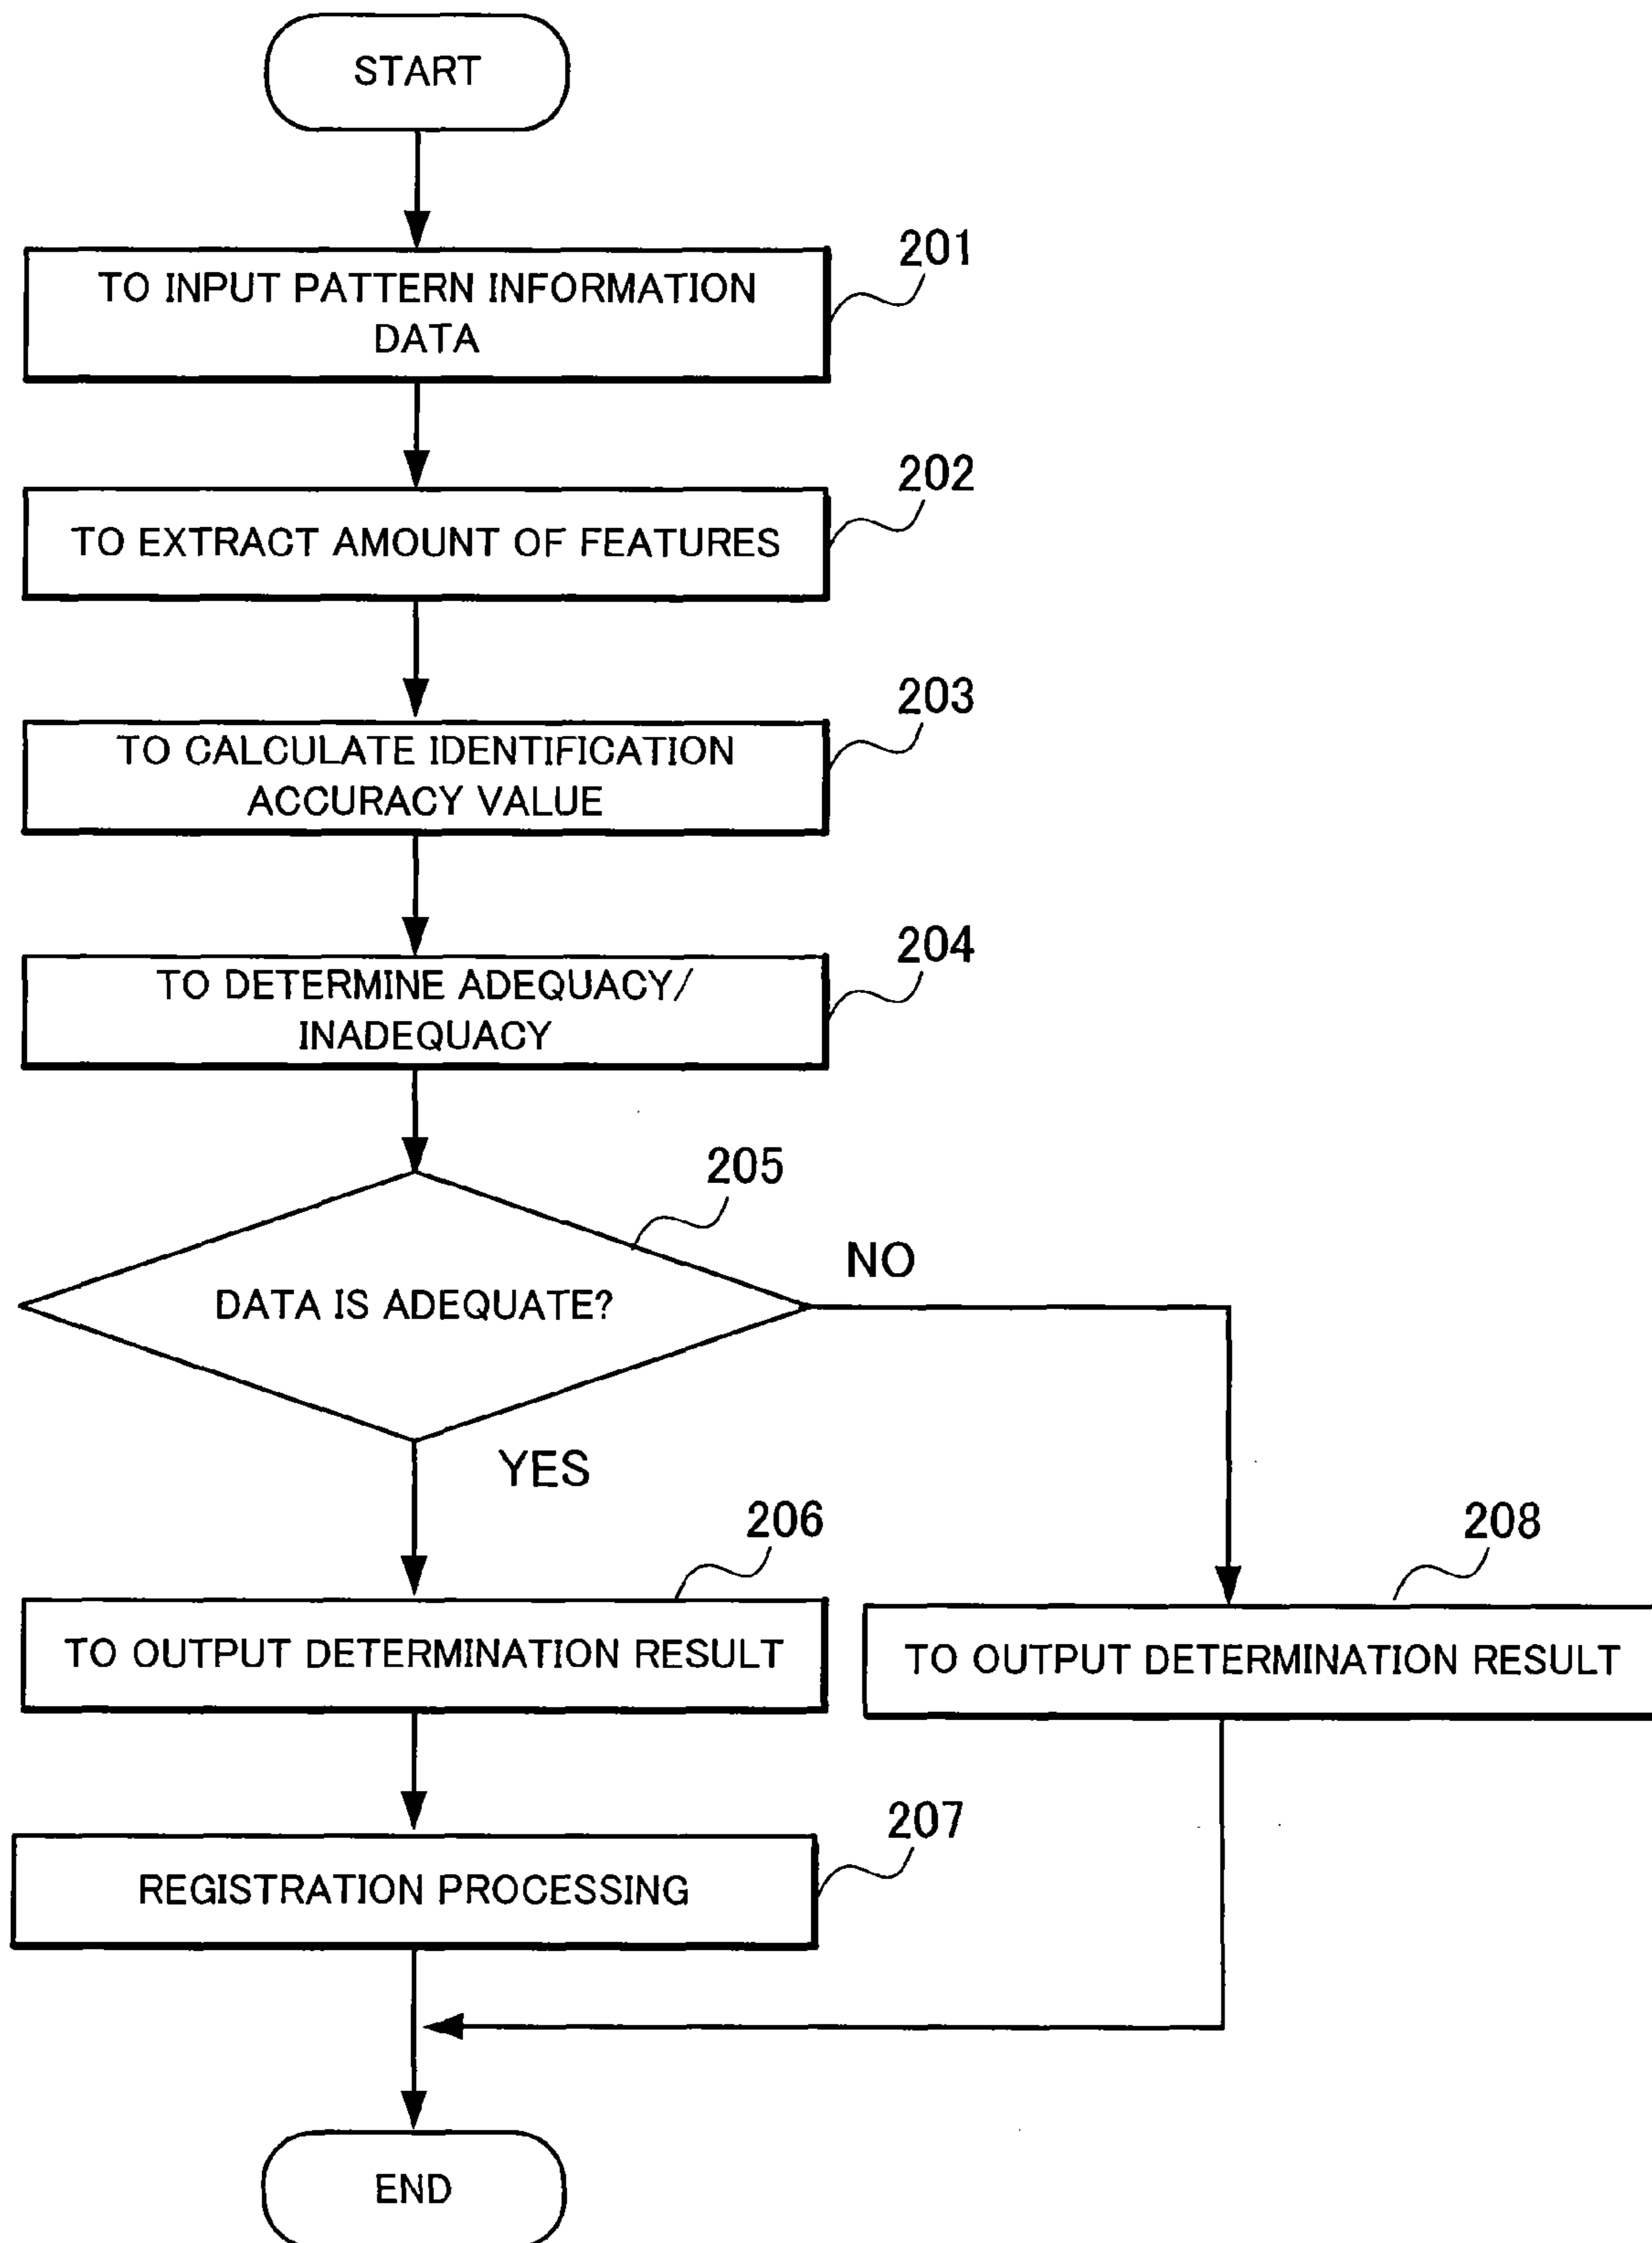 START
201
TO INPUT PATTERN INFORMATION
DATA
202
TO EXTRACT AMOUNT OF FEATURES
203
TO CALCULATE IDENTIFICATION
ACCURACY VALUE
204
TO DETERMINE ADEQUACY/
INADEQUACY
205
DATA IS ADEQUATE?
NO
YES
206
TO OUTPUT DETERMINATION RESULT
208
TO OUTPUT DETERMINATION RESULT
207
REGISTRATION PROCESSING
END